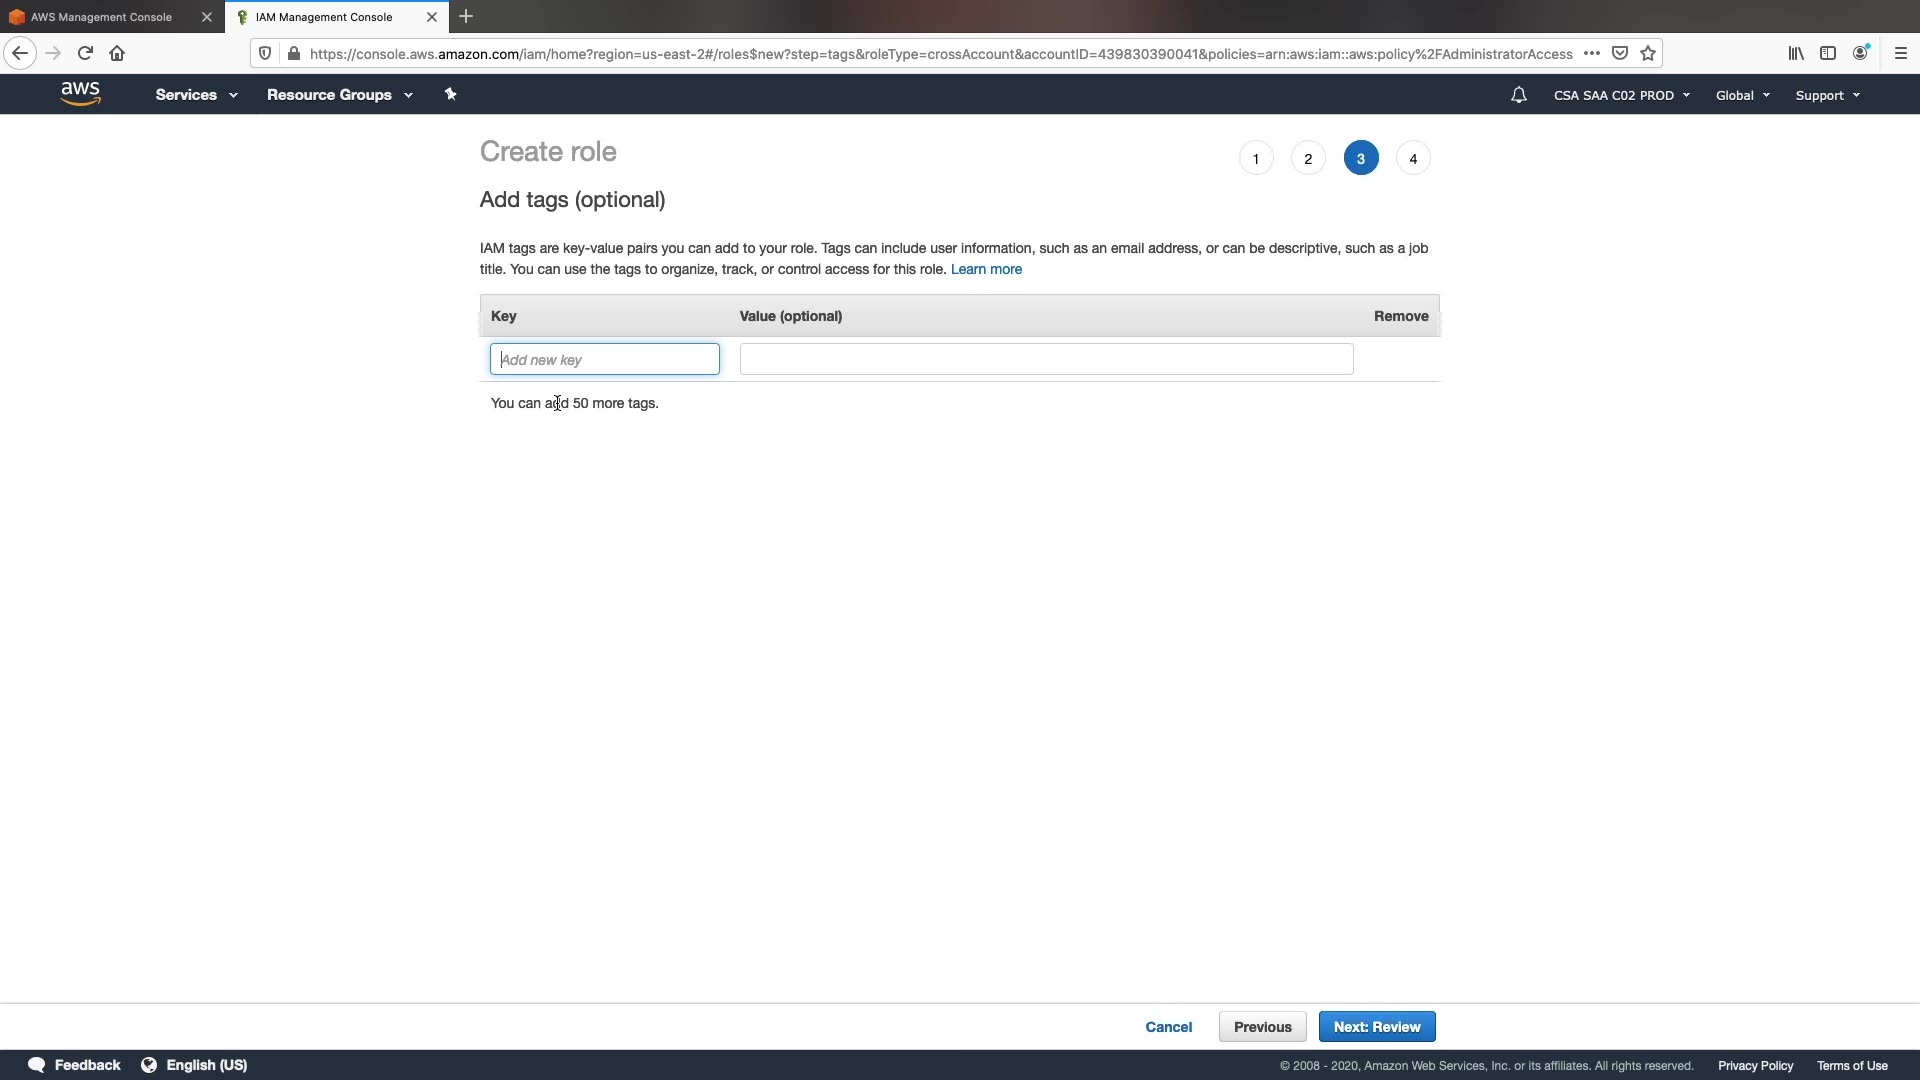 AWS Management Console
IAM Management Console
https://console.aws.amazon.com/iam/home?region=us-east-2#/roles$new?step=tags&roleType=crossAccount&accountID=439830390041&policies=arn:aws:iam::aws:policy%2FAdministratorAccess
aws Services Resource Groups CSA SAA C02 PROD Global Support
Create role
1 2 3 4
Add tags (optional)
IAM tags are key-value pairs you can add to your role. Tags can include user information, such as an email address, or can be descriptive, such as a job
title. You can use the tags to organize, track, or control access for this role. Learn more
Key Value (optional) Remove
Add new key
You can add 50 more tags.
Cancel Previous Next: Review
Feedback English (US) © 2008 - 2020, Amazon Web Services, Inc. or its affiliates. All rights reserved. Privacy Policy Terms of Use